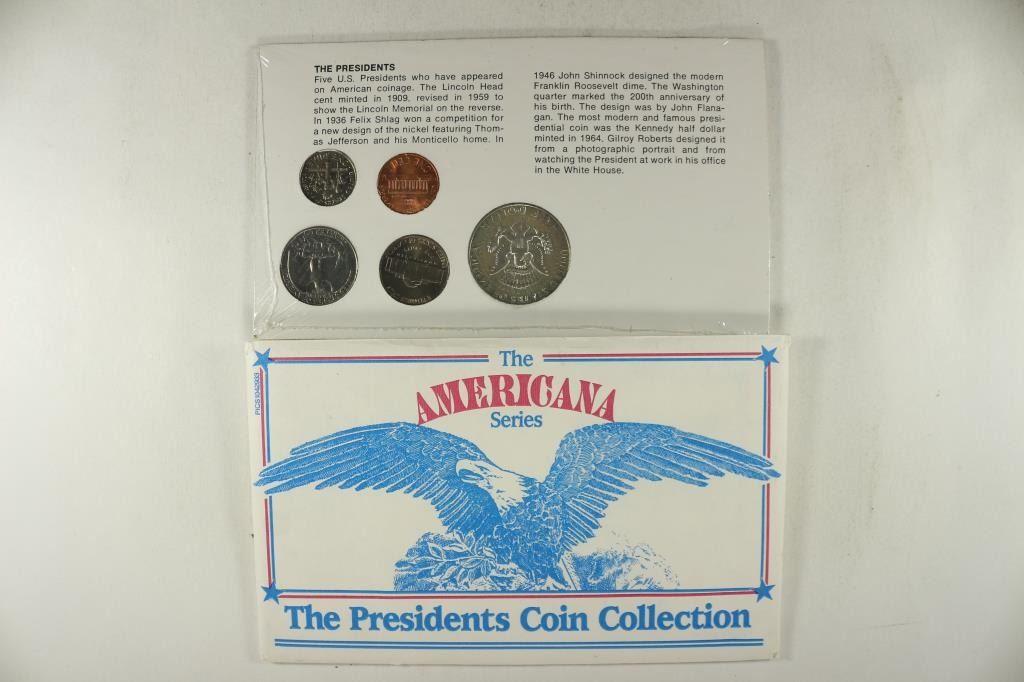 THE PRESIDENTS
Five U.S. Presidents who have appeared
on American coinage. The Lincoln Head
cent minted in 1909, revised in 1959 to
show the Lincoln Memorial on the reverse.
In 1936 Felix Shlag won a competition for
a new design of the nickel featuring Thom-
as Jefferson and his Monticello home. In
1946 John Shinnock designed the modern
Franklin Roosevelt dime. The Washington
quarter marked the 200th anniversary of
his birth. The design was by John Flana-
gan. The most modern and famous presi-
dential coin was the Kennedy half dollar
minted in 1964. Gilroy Roberts designed it
from a photographic portrait and from
watching the President at work in his office
in the White House.
The
AMERICANA
Series
PICS1042983
The Presidents Coin Collection